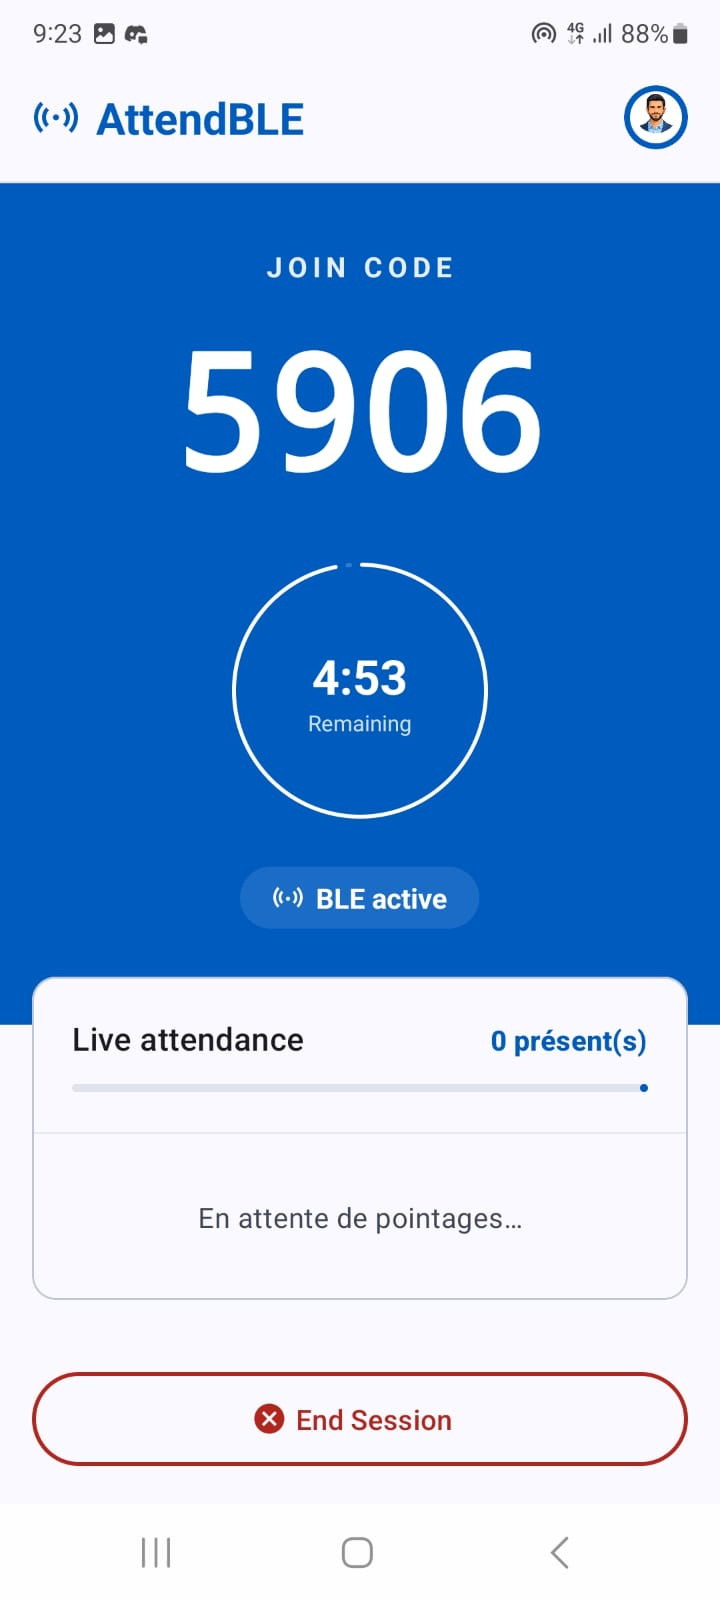 9:23 4G 88%
AttendBLE
JOIN CODE
5906
4:53
Remaining
BLE active
Live attendance 0 présent(s)
En attente de pointages…
End Session